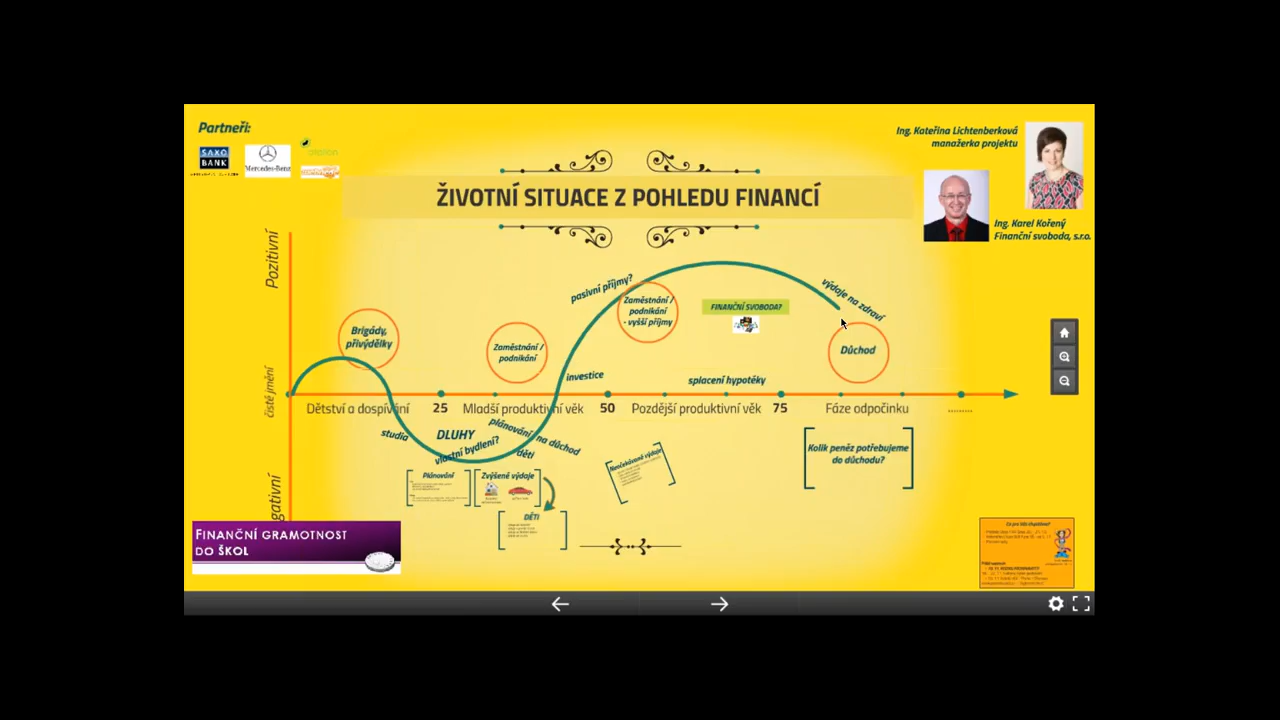 Partneři:
SAXO
BANK
Mercedes-Benz
Ing. Kateřina Lichtenberková
manažerka projektu
ŽIVOTNÍ SITUACE Z POHLEDU FINANCÍ
Ing. Karel Kořený
Finanční svoboda, s.r.o.
Pozitivní
pasivní příjmy?
výdaje na zdraví
Zaměstnání /
podnikání
- vyšší příjmy
FINANČNÍ SVOBODA?
Brigády,
přivýdělky
Zaměstnání /
podnikání
Důchod
investice
splacení hypotéky
čisté jmění
Dětství a dospívání
25
Mladší produktivní věk
50
Pozdější produktivní věk
75
Fáze odpočinku
.........
studia
DLUHY
vlastní bydlení?
plánování na důchod
děti
Kolik peněz potřebujeme
do důchodu?
Neočekávané výdaje
Plánování
Zvýšené výdaje
DĚTI
gativní
FINANČNÍ GRAMOTNOST
DO ŠKOL